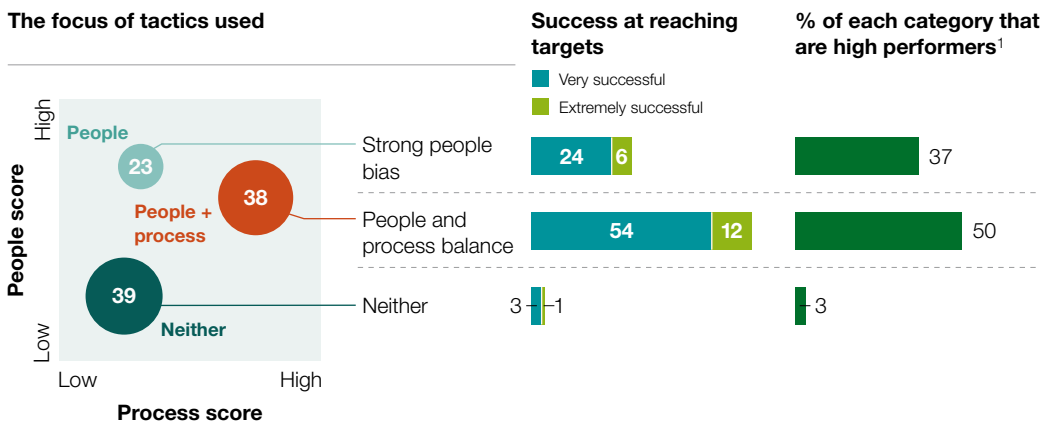 The focus of tactics used
Success at reaching
targets
% of each category that
are high performers1
Very successful
Extremely successful
People score
High
Low
People
23
People +
process
38
39
Neither
Low
High
Process score
Strong people
bias
24
6
37
People and
process balance
54
12
50
Neither
3
1
3